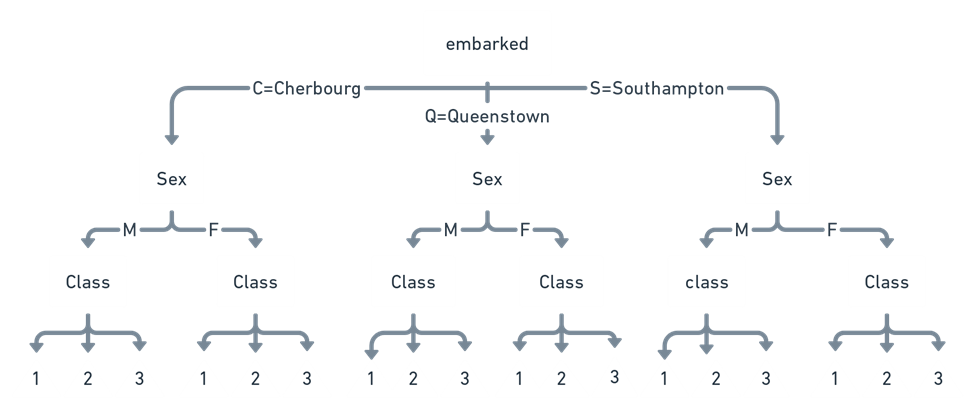 embarked
C=Cherbourg S=Southampton
Q=Queenstown
Sex Sex Sex
M F M F M F
Class Class Class Class class Class
1 2 3 1 2 3 1 2 3 1 2 3 1 2 3 1 2 3